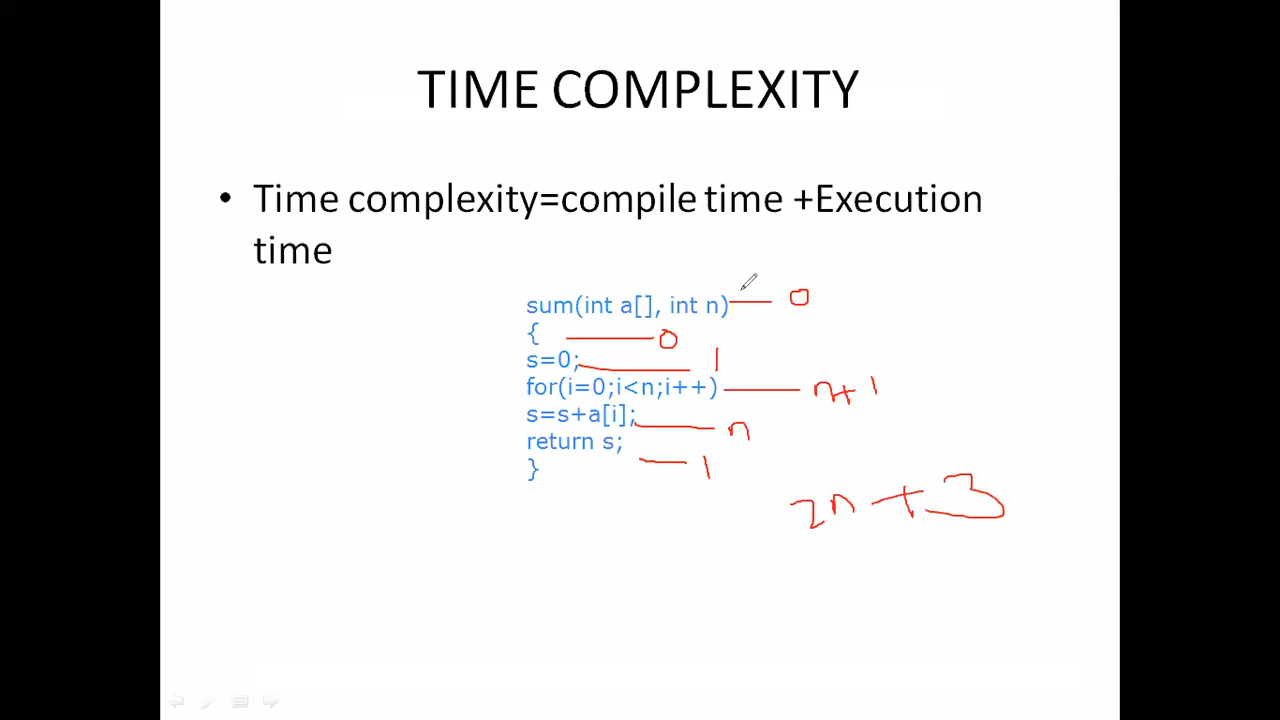 TIME COMPLEXITY
• Time complexity=compile time +Execution
time
sum(int a[], int n) — 0
{ — 0
s=0; — 1
for(i=0;i<n;i++) — n+1
s=s+a[i]; — n
return s; — 1
}
2n+3